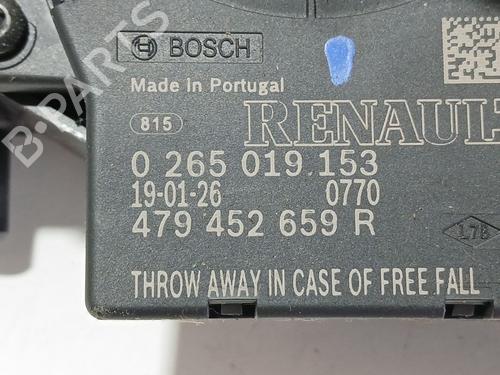 BOSCH
Made in Portugal
815
RENAULT
0 265 019 153
19-01-26 0770
479 452 659 R
THROW AWAY IN CASE OF FREE FALL
B-PARTS